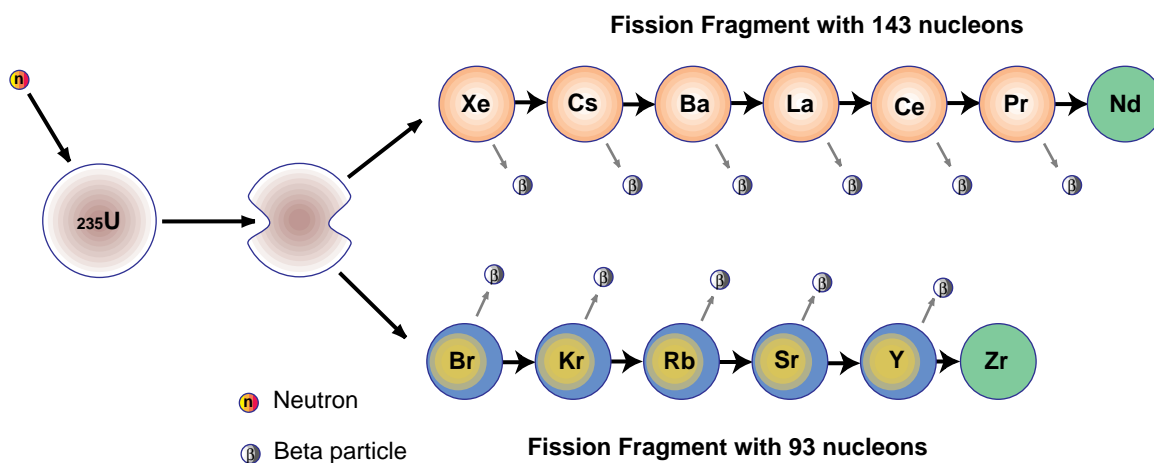 Fission Fragment with 143 nucleons
n
Xe Cs Ba La Ce Pr Nd
β β β β β β
235U
β β β β β
Br Kr Rb Sr Y Zr
n Neutron
β Beta particle
Fission Fragment with 93 nucleons